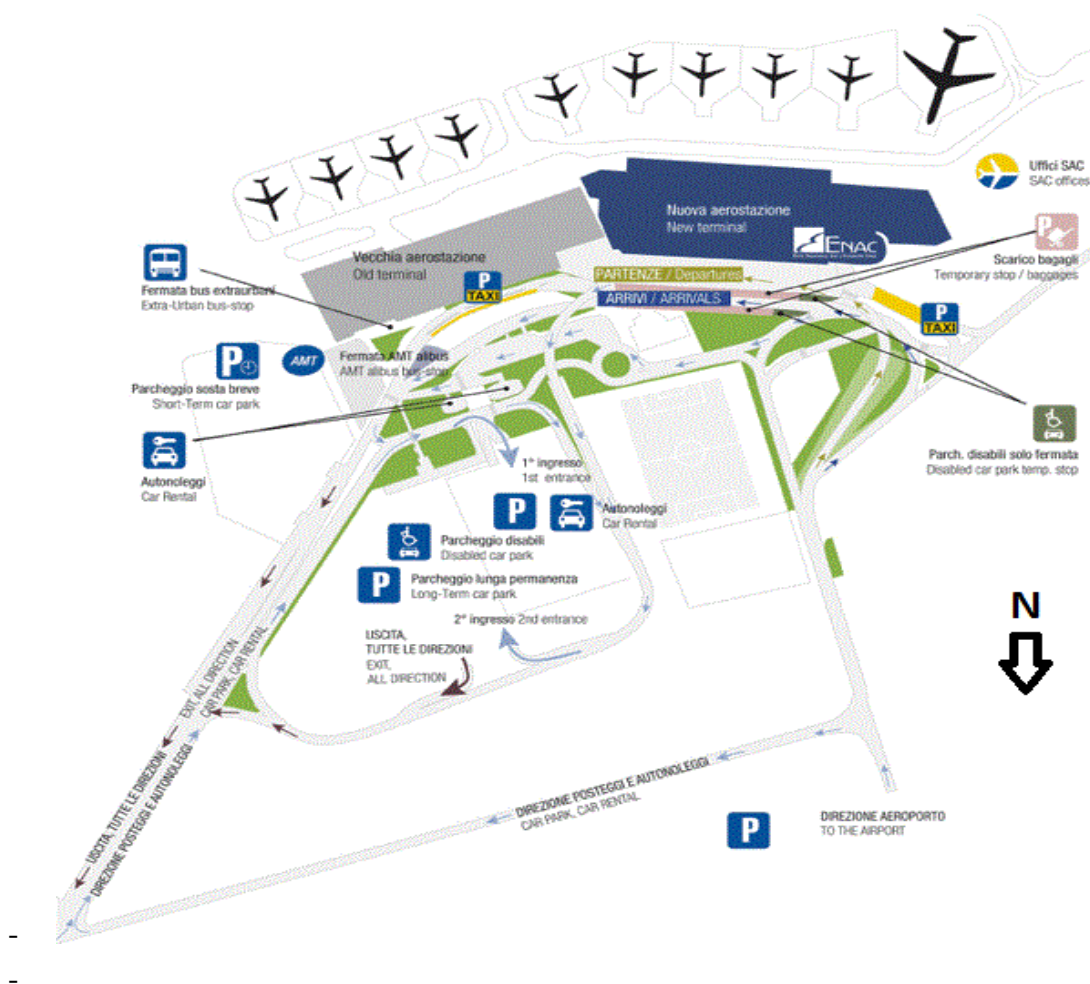 Uffici SAC
SAC offices
Nuova aerostazione
New terminal
ENAC
P
Scarico bagagli
Temporary stop / baggages
Vecchia aerostazione
Old terminal
PARTENZE / Departures
ARRIVI / ARRIVALS
Fermata bus extraurbani
Extra-Urban bus-stop
P
TAXI
P
TAXI
P
AMT
Fermata AMT alibus
AMT alibus bus-stop
Parcheggio sosta breve
Short-Term car park
Autonoleggi
Car Rental
Parch. disabili solo fermata
Disabled car park temp. stop
1° ingresso
1st entrance
P
Autonoleggi
Car Rental
Parcheggio disabili
Disabled car park
P
Parcheggio lunga permanenza
Long-Term car park
2° ingresso 2nd entrance
USCITA,
TUTTE LE DIREZIONI
EXIT,
ALL DIRECTION
N
EXIT, ALL DIRECTION
CAR PARK, CAR RENTAL
USCITA, TUTTE LE DIREZIONI
DIREZIONE POSTEGGI E AUTONOLEGGI
DIREZIONE POSTEGGI E AUTONOLEGGI
CAR PARK, CAR RENTAL
P
DIREZIONE AEROPORTO
TO THE AIRPORT
-
-